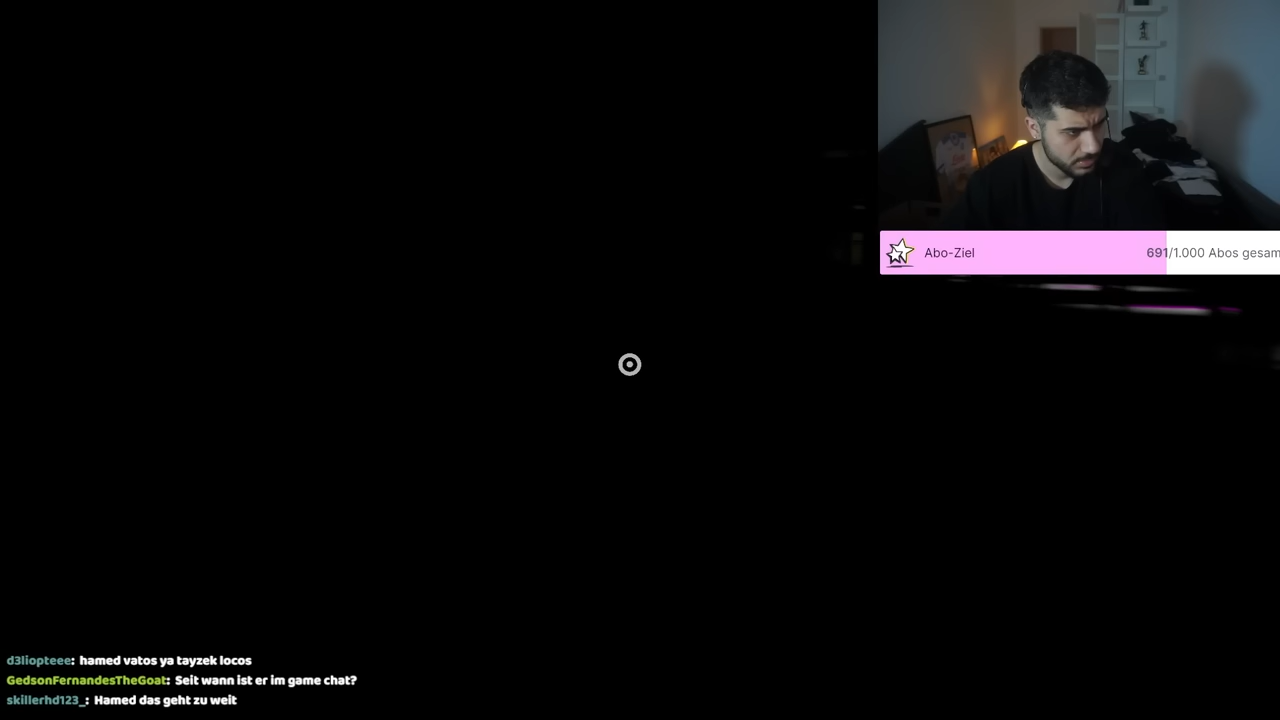 Abo-Ziel
691/1.000 Abos gesam
d3liopteee: hamed vatos ya tayzek locos
GedsonFernandesTheGoat: Seit wann ist er im game chat?
skillerhd123_: Hamed das geht zu weit